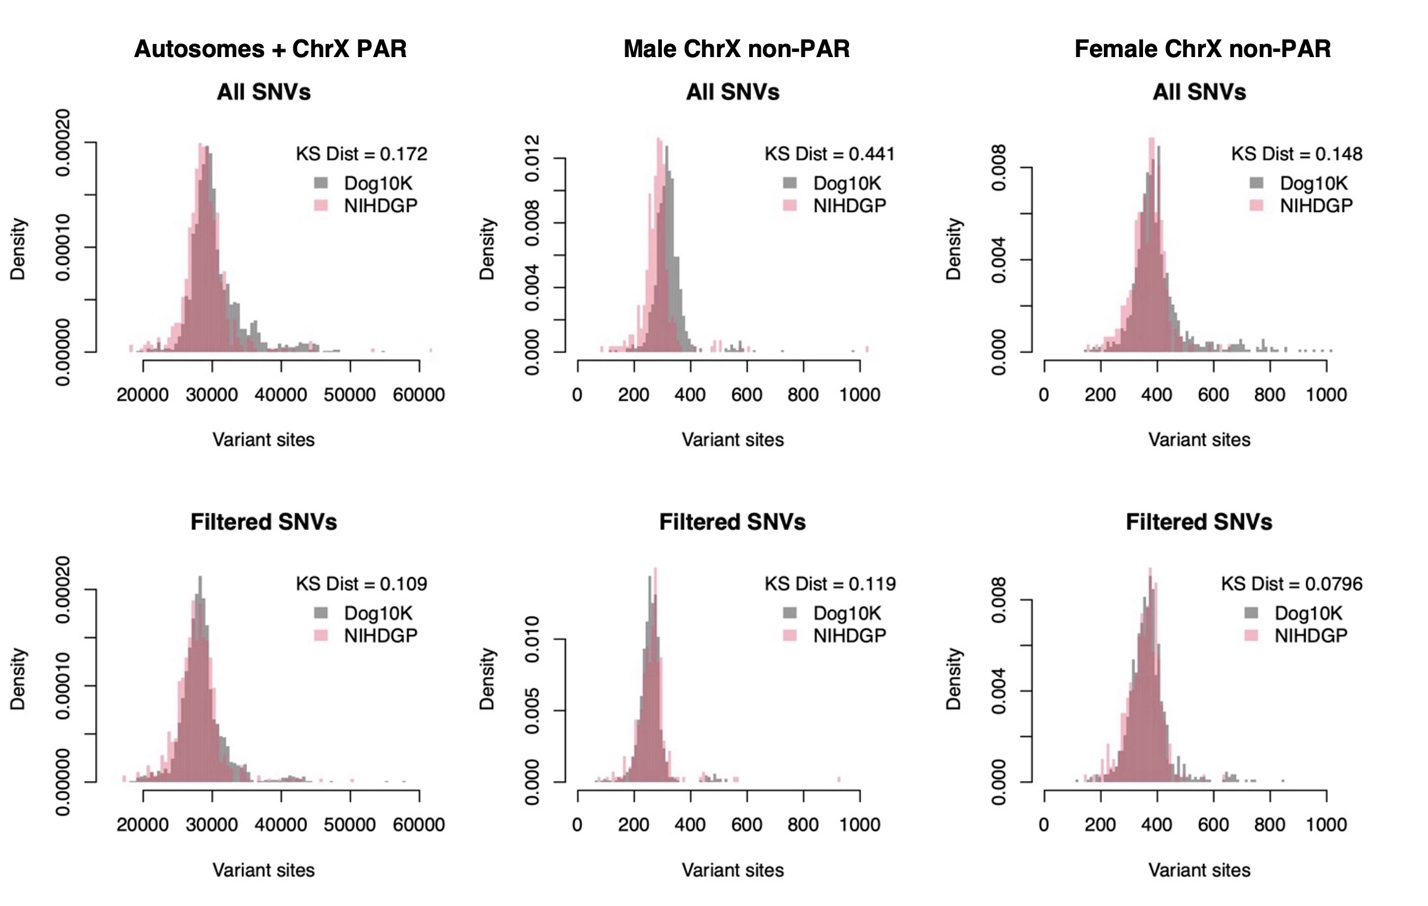 Autosomes + ChrX PAR
All SNVs
KS Dist = 0.172
Dog10K
NIHDGP
Density
0.00000 0.00010 0.00020
20000 30000 40000 50000 60000
Variant sites
Male ChrX non-PAR
All SNVs
KS Dist = 0.441
Dog10K
NIHDGP
Density
0.000 0.004 0.008 0.012
0 200 400 600 800 1000
Variant sites
Female ChrX non-PAR
All SNVs
KS Dist = 0.148
Dog10K
NIHDGP
Density
0.000 0.004 0.008
0 200 400 600 800 1000
Variant sites
Filtered SNVs
KS Dist = 0.109
Dog10K
NIHDGP
Density
0.00000 0.00010 0.00020
20000 30000 40000 50000 60000
Variant sites
Filtered SNVs
KS Dist = 0.119
Dog10K
NIHDGP
Density
0.000 0.005 0.010
0 200 400 600 800 1000
Variant sites
Filtered SNVs
KS Dist = 0.0796
Dog10K
NIHDGP
Density
0.000 0.004 0.008
0 200 400 600 800 1000
Variant sites